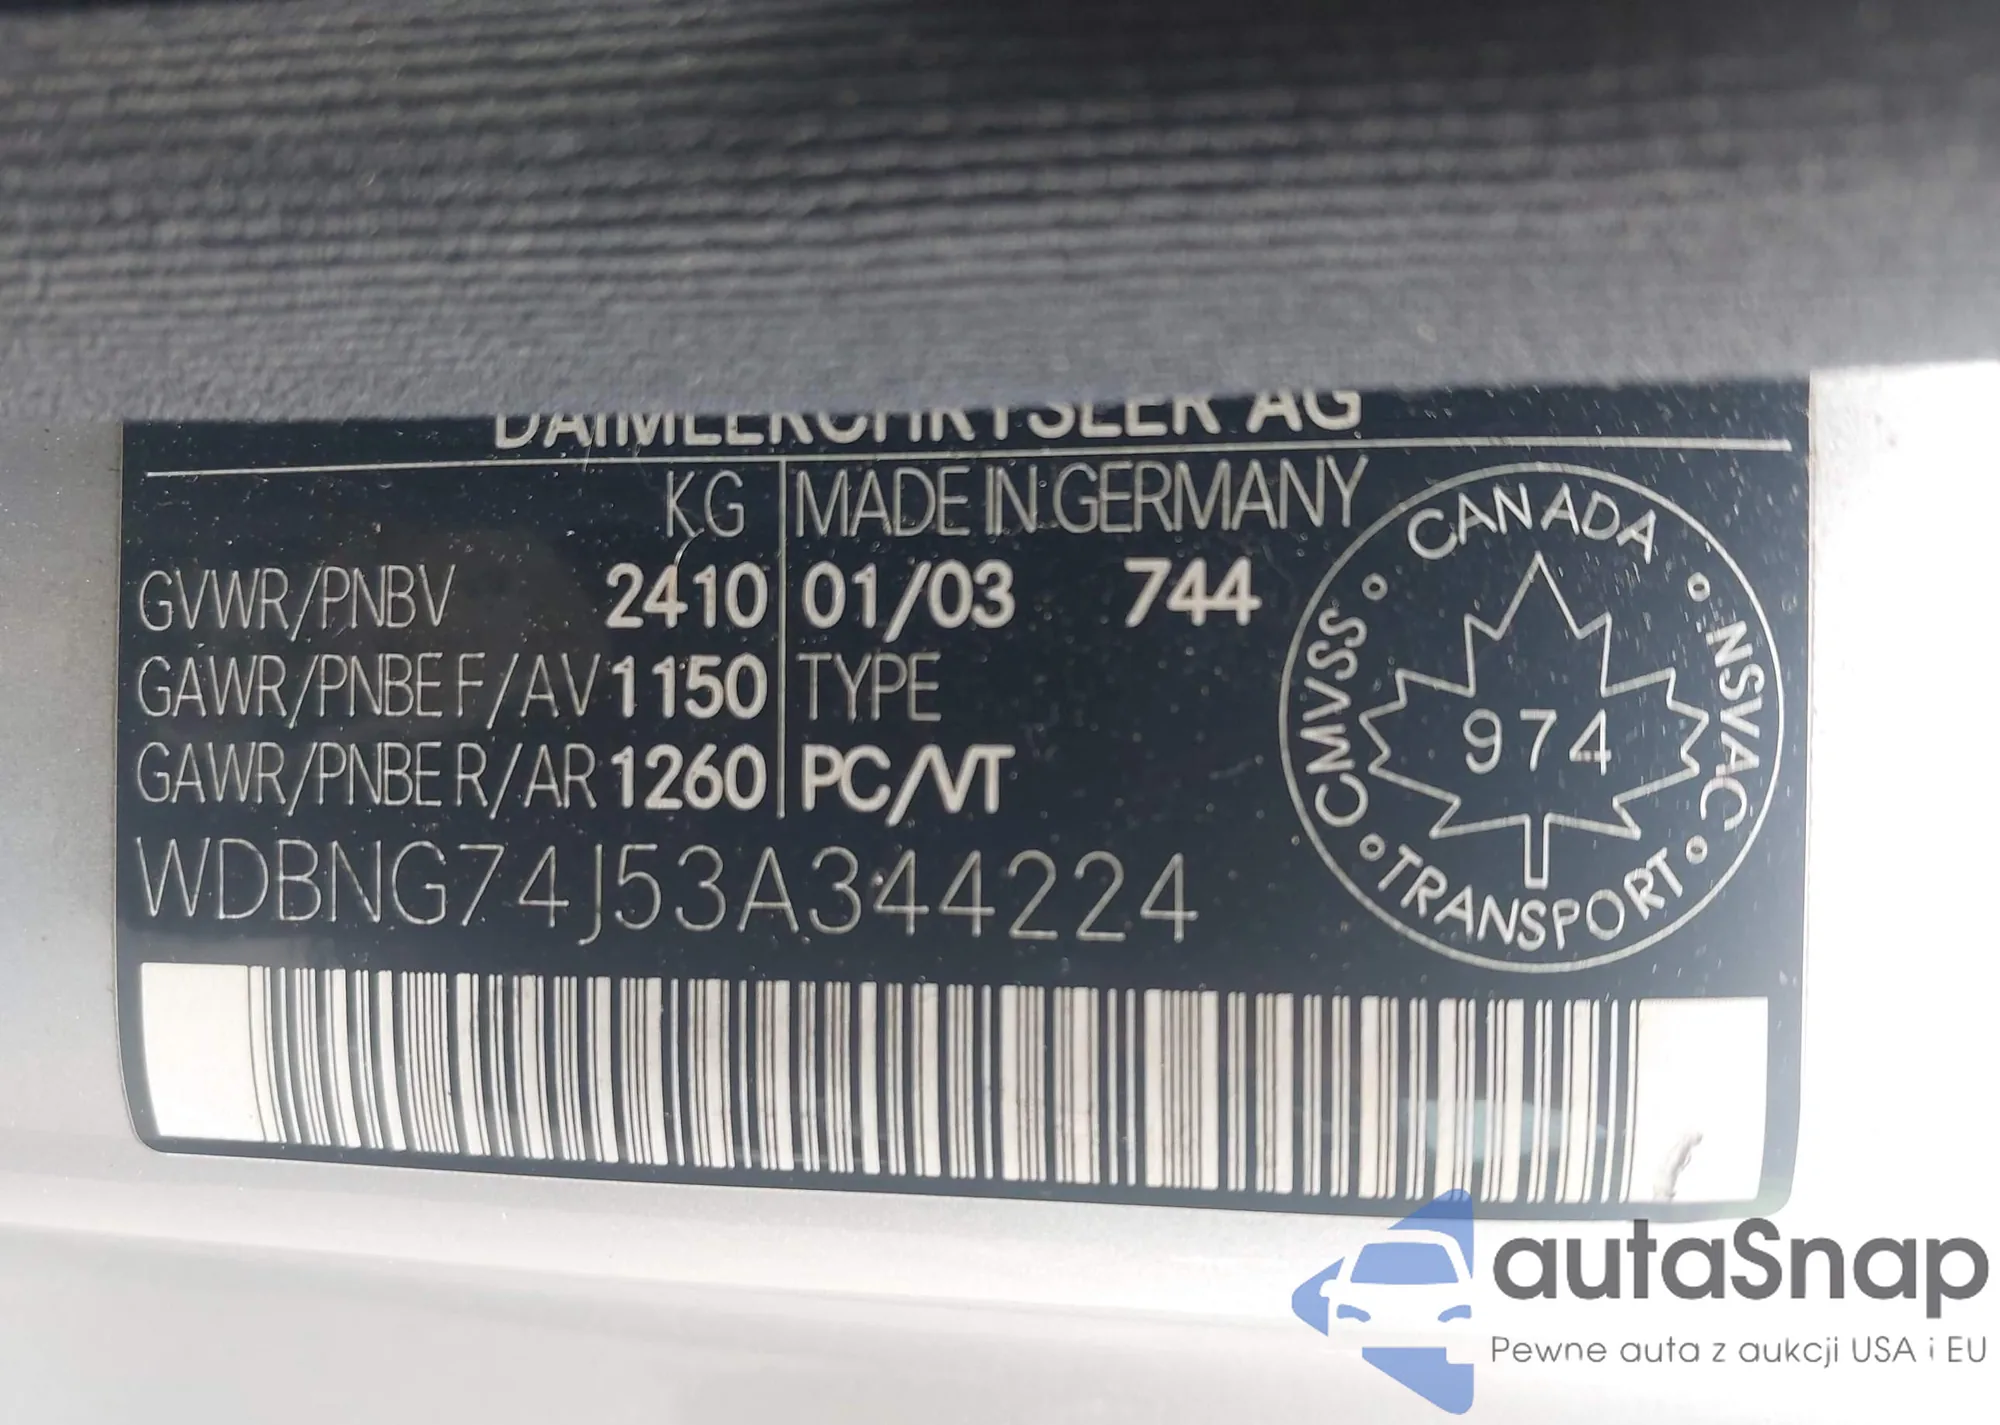 DAIMLERCHRYSLER AG
KG MADE IN GERMANY
GVWR/PNBV 2410 01/03 744
GAWR/PNBE F/AV 1150 TYPE
GAWR/PNBE R/AR 1260 PC/VT
WDBNG74J53A344224
CANADA
CMVSS
NSVAC
974
TRANSPORT
autaSnap
Pewne auta z aukcji USA i EU